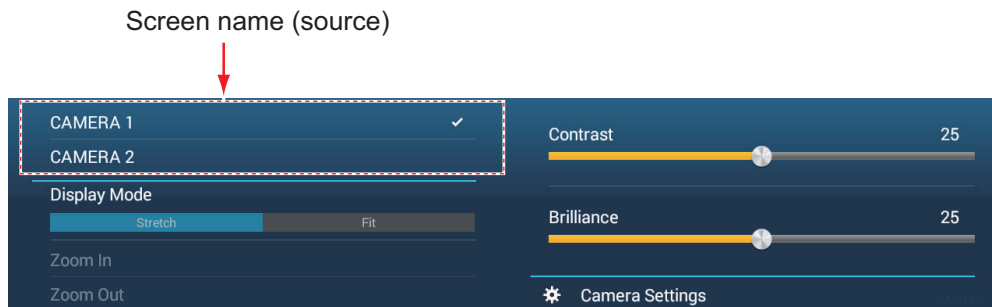 Screen name (source)
CAMERA 1
CAMERA 2
Display Mode
Stretch Fit
Zoom In
Zoom Out
Contrast 25
Brilliance 25
Camera Settings